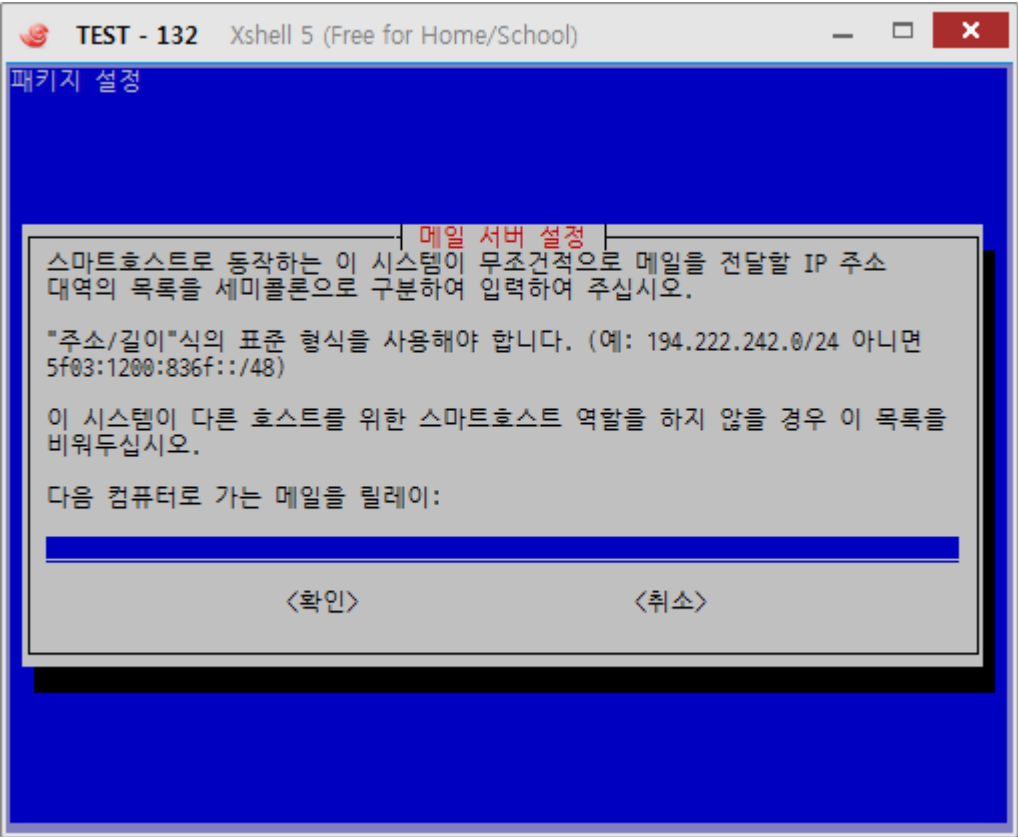 TEST - 132 Xshell 5 (Free for Home/School)
패키지 설정
메일 서버 설정
스마트호스트로 동작하는 이 시스템이 무조건적으로 메일을 전달할 IP 주소
대역의 목록을 세미콜론으로 구분하여 입력하여 주십시오.
"주소/길이"식의 표준 형식을 사용해야 합니다. (예: 194.222.242.0/24 아니면
5f03:1200:836f::/48)
이 시스템이 다른 호스트를 위한 스마트호스트 역할을 하지 않을 경우 이 목록을
비워두십시오.
다음 컴퓨터로 가는 메일을 릴레이:
<확인> <취소>